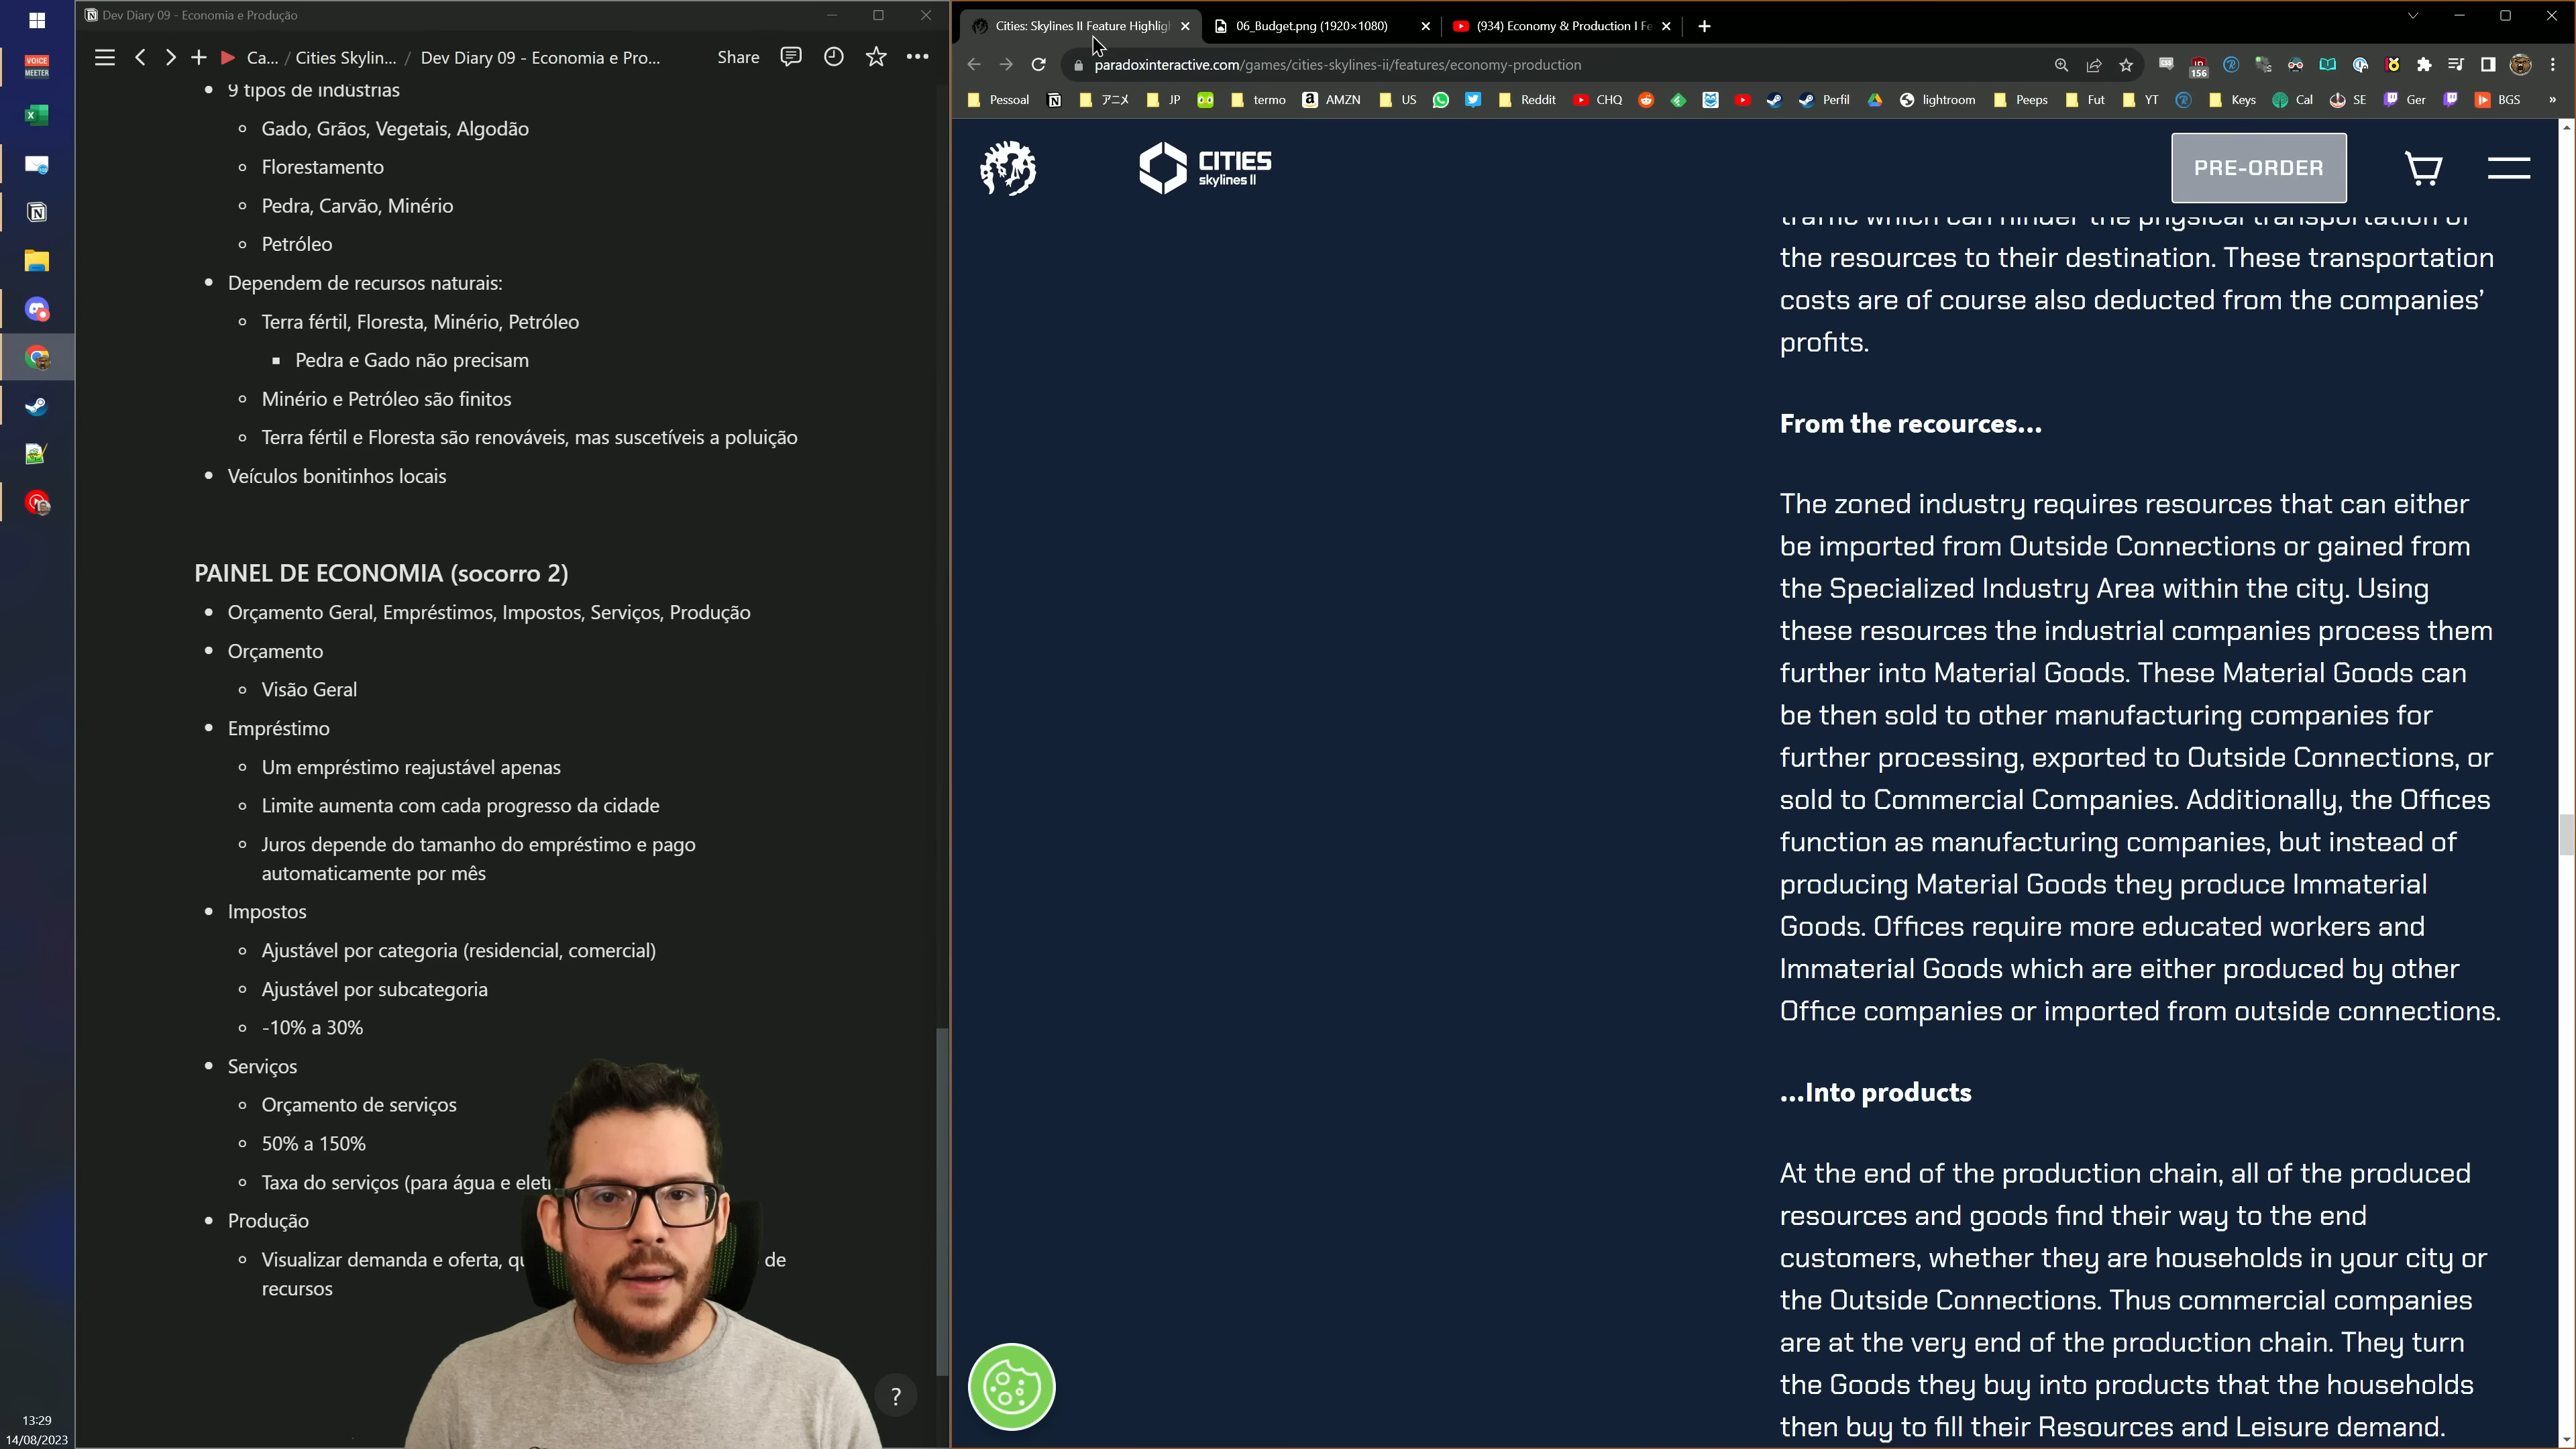 Dev Diary 09 - Economia e Produção
Ca... / Cities Skylin... / Dev Diary 09 - Economia e Pro...
Share
9 tipos de industrias
Gado, Grãos, Vegetais, Algodão
Florestamento
Pedra, Carvão, Minério
Petróleo
Dependem de recursos naturais:
Terra fértil, Floresta, Minério, Petróleo
Pedra e Gado não precisam
Minério e Petróleo são finitos
Terra fértil e Floresta são renováveis, mas suscetíveis a poluição
Veículos bonitinhos locais
PAINEL DE ECONOMIA (socorro 2)
Orçamento Geral, Empréstimos, Impostos, Serviços, Produção
Orçamento
Visão Geral
Empréstimo
Um empréstimo reajustável apenas
Limite aumenta com cada progresso da cidade
Juros depende do tamanho do empréstimo e pago
automaticamente por mês
Impostos
Ajustável por categoria (residencial, comercial)
Ajustável por subcategoria
-10% a 30%
Serviços
Orçamento de serviços
50% a 150%
Taxa do serviços (para água e elet
Produção
Visualizar demanda e oferta, qu de
recursos
?
VOICE
MEETER
13:29
14/08/2023
Cities: Skylines II Feature Highlig
06_Budget.png (1920×1080)
(934) Economy & Production I Fe
paradoxinteractive.com/games/cities-skylines-ii/features/economy-production
156
Pessoal アニメ JP termo AMZN US Reddit CHQ Perfil lightroom Peeps Fut YT Keys Cal SE Ger BGS »
CITIES
skylines II
PRE-ORDER
traffic which can hinder the physical transportation of
the resources to their destination. These transportation
costs are of course also deducted from the companies’
profits.
From the recources...
The zoned industry requires resources that can either
be imported from Outside Connections or gained from
the Specialized Industry Area within the city. Using
these resources the industrial companies process them
further into Material Goods. These Material Goods can
be then sold to other manufacturing companies for
further processing, exported to Outside Connections, or
sold to Commercial Companies. Additionally, the Offices
function as manufacturing companies, but instead of
producing Material Goods they produce Immaterial
Goods. Offices require more educated workers and
Immaterial Goods which are either produced by other
Office companies or imported from outside connections.
...Into products
At the end of the production chain, all of the produced
resources and goods find their way to the end
customers, whether they are households in your city or
the Outside Connections. Thus commercial companies
are at the very end of the production chain. They turn
the Goods they buy into products that the households
then buy to fill their Resources and Leisure demand.